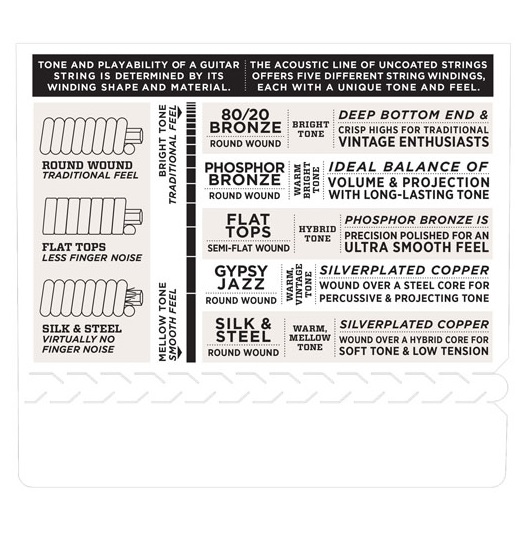 TONE AND PLAYABILITY OF A GUITAR
STRING IS DETERMINED BY ITS
WINDING SHAPE AND MATERIAL.
THE ACOUSTIC LINE OF UNCOATED STRINGS
OFFERS FIVE DIFFERENT STRING WINDINGS,
EACH WITH A UNIQUE TONE AND FEEL.
ROUND WOUND
TRADITIONAL FEEL
FLAT TOPS
LESS FINGER NOISE
SILK & STEEL
VIRTUALLY NO
FINGER NOISE
BRIGHT TONE
TRADITIONAL FEEL
MELLOW TONE
SMOOTH FEEL
80/20
BRONZE
ROUND WOUND
BRIGHT
TONE
DEEP BOTTOM END &
CRISP HIGHS FOR TRADITIONAL
VINTAGE ENTHUSIASTS
PHOSPHOR
BRONZE
ROUND WOUND
WARM
BRIGHT
TONE
IDEAL BALANCE OF
VOLUME & PROJECTION
WITH LONG-LASTING TONE
FLAT
TOPS
SEMI-FLAT WOUND
HYBRID
TONE
PHOSPHOR BRONZE IS
PRECISION POLISHED FOR AN
ULTRA SMOOTH FEEL
GYPSY
JAZZ
ROUND WOUND
WARM,
VINTAGE
TONE
SILVERPLATED COPPER
WOUND OVER A STEEL CORE FOR
PERCUSSIVE & PROJECTING TONE
SILK &
STEEL
ROUND WOUND
WARM,
MELLOW
TONE
SILVERPLATED COPPER
WOUND OVER A HYBRID CORE FOR
SOFT TONE & LOW TENSION